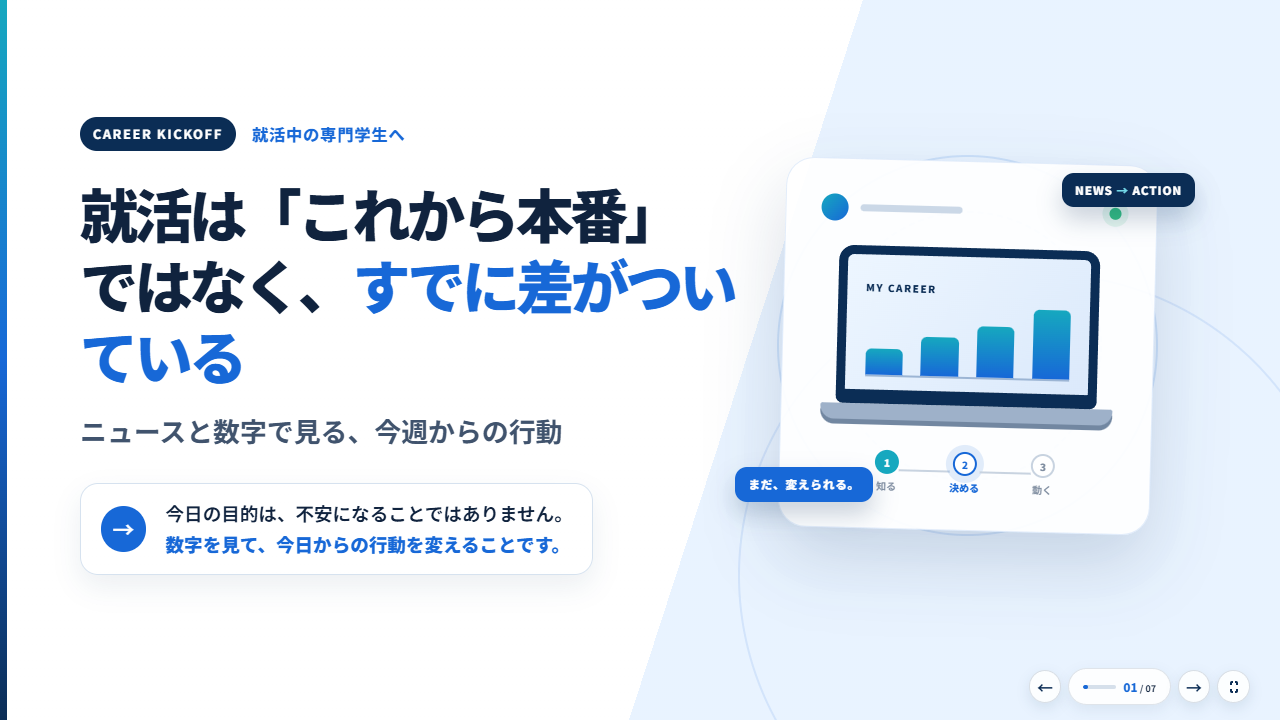 CAREER KICKOFF
就活中の専門学生へ
就活は「これから本番」
ではなく、すでに差がつい
ている
ニュースと数字で見る、今週からの行動
→
今日の目的は、不安になることではありません。
数字を見て、今日からの行動を変えることです。
NEWS → ACTION
MY CAREER
1
2
3
知る
決める
動く
まだ、変えられる。
← 01 / 07 →